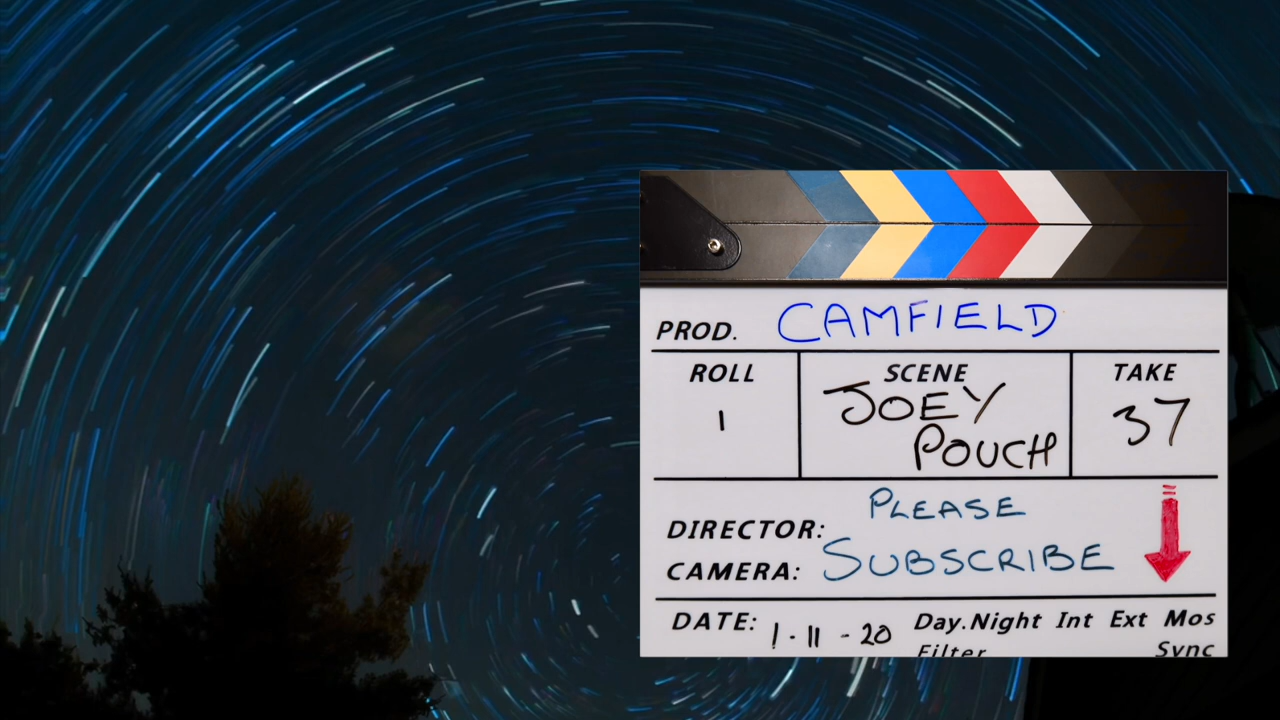 PROD. CAMFIELD
ROLL SCENE TAKE
1 JOEY POUCH 37
DIRECTOR: PLEASE
CAMERA: SUBSCRIBE
DATE: 1-11-20 Day.Night Int Ext Mos
Filter Sync